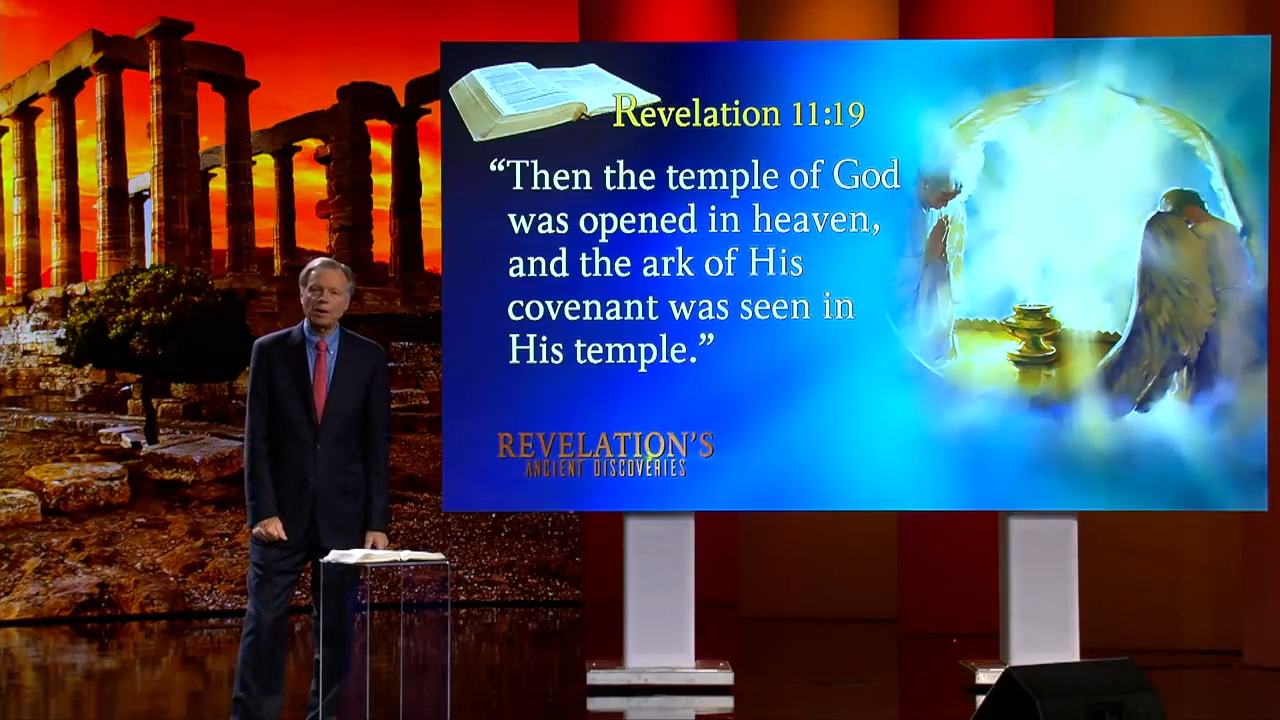 Revelation 11:19
“Then the temple of God
was opened in heaven,
and the ark of His
covenant was seen in
His temple.”
REVELATION'S
ANCIENT DISCOVERIES